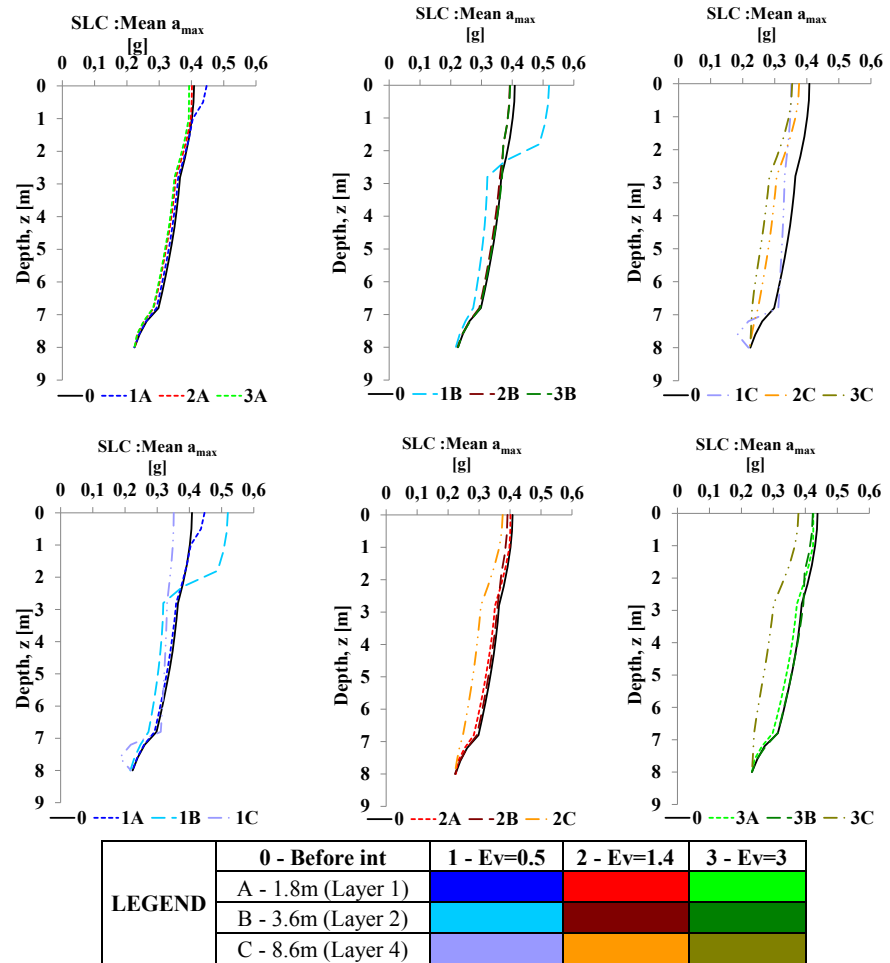 SLC :Mean amax
[g]
0 0,1 0,2 0,3 0,4 0,5 0,6
Depth, z [m]
0
1
2
3
4
5
6
7
8
9
0 1A 2A 3A
SLC :Mean amax
[g]
0 0,1 0,2 0,3 0,4 0,5 0,6
Depth, z [m]
0
1
2
3
4
5
6
7
8
9
0 1B 2B 3B
SLC :Mean amax
[g]
0 0,1 0,2 0,3 0,4 0,5 0,6
Depth, z [m]
0
1
2
3
4
5
6
7
8
9
0 1C 2C 3C
SLC :Mean amax
[g]
0 0,1 0,2 0,3 0,4 0,5 0,6
Depth, z [m]
0
1
2
3
4
5
6
7
8
9
0 1A 1B 1C
SLC :Mean amax
[g]
0 0,1 0,2 0,3 0,4 0,5 0,6
Depth, z [m]
0
1
2
3
4
5
6
7
8
9
0 2A 2B 2C
SLC :Mean amax
[g]
0 0,1 0,2 0,3 0,4 0,5 0,6
Depth, z [m]
0
1
2
3
4
5
6
7
8
9
0 3A 3B 3C
LEGEND
0 - Before int 1 - Ev=0.5 2 - Ev=1.4 3 - Ev=3
A - 1.8m (Layer 1)
B - 3.6m (Layer 2)
C - 8.6m (Layer 4)